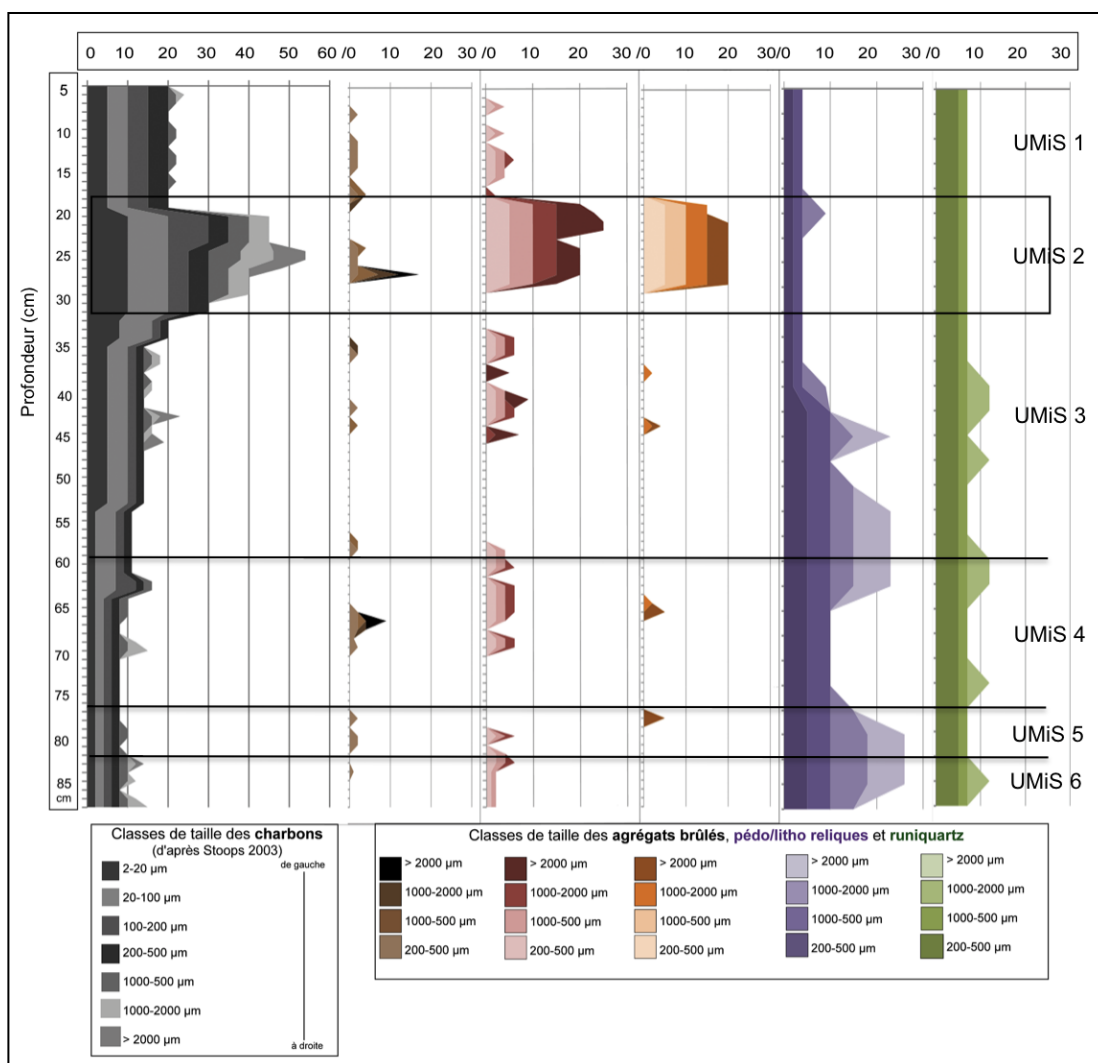 0 10 20 30 40 50 60 /0 10 20 30 /0 10 20 30 /0 10 20 30 /0 10 20 30 /0 10 20 30
Profondeur (cm)
5
10
15
20
25
30
35
40
45
50
55
60
65
70
75
80
85
cm
UMiS 1
UMiS 2
UMiS 3
UMiS 4
UMiS 5
UMiS 6
Classes de taille des charbons
(d'après Stoops 2003)
de gauche
2-20 µm
20-100 µm
100-200 µm
200-500 µm
1000-500 µm
1000-2000 µm
> 2000 µm
à droite
Classes de taille des agrégats brûlés, pédo/litho reliques et runiquartz
> 2000 µm > 2000 µm > 2000 µm > 2000 µm > 2000 µm
1000-2000 µm 1000-2000 µm 1000-2000 µm 1000-2000 µm 1000-2000 µm
1000-500 µm 1000-500 µm 1000-500 µm 1000-500 µm 1000-500 µm
200-500 µm 200-500 µm 200-500 µm 200-500 µm 200-500 µm